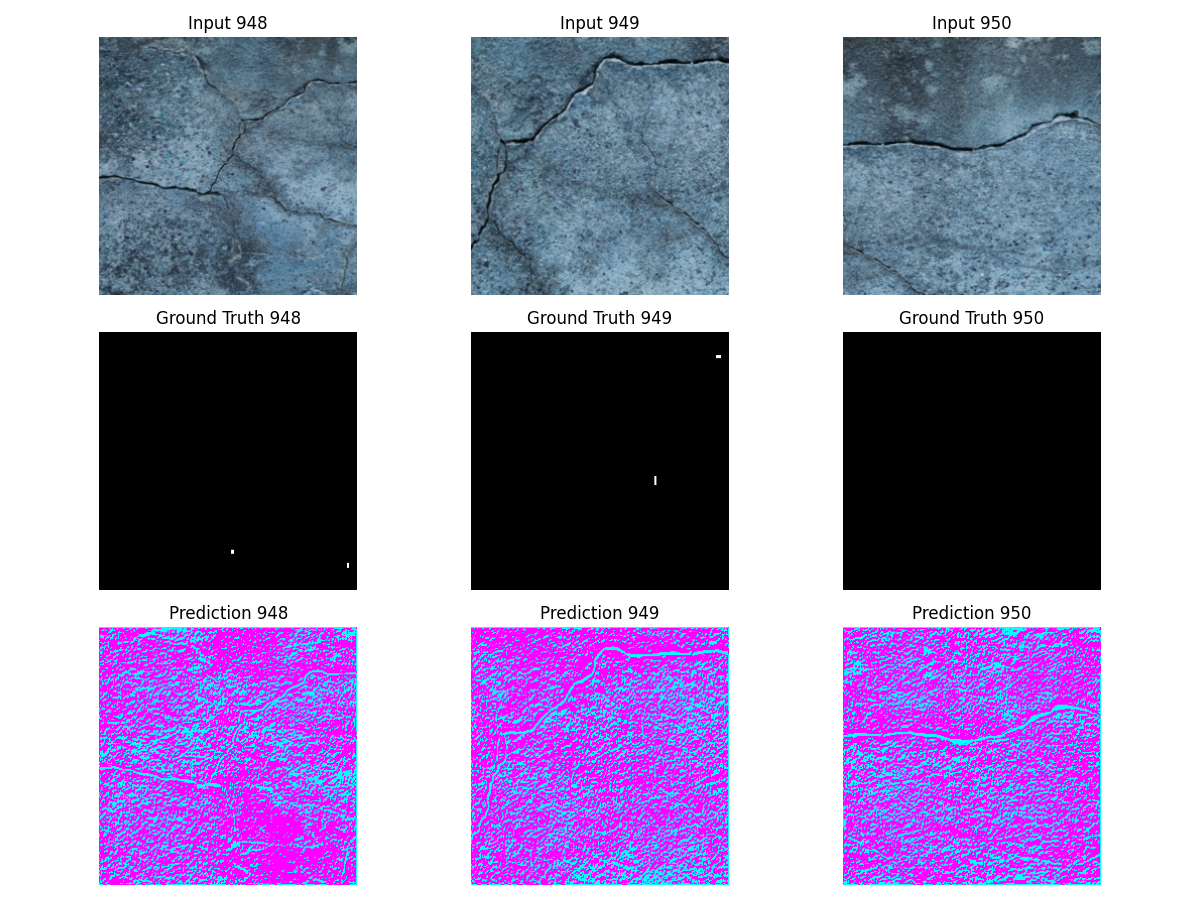 Input 948
Input 949
Input 950
Ground Truth 948
Ground Truth 949
Ground Truth 950
Prediction 948
Prediction 949
Prediction 950